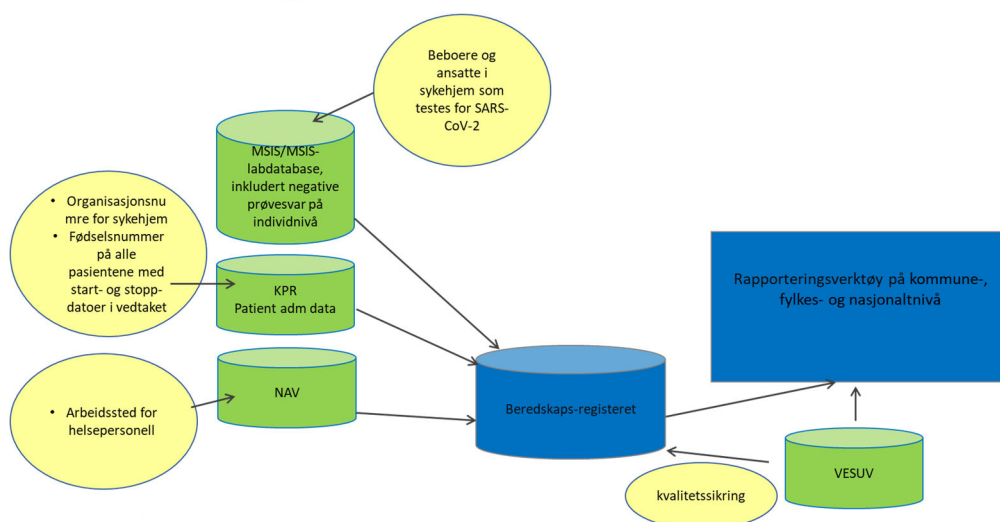 Beboere og
ansatte i
sykehjem som
testes for SARS-
CoV-2
MSIS/MSIS-
labdatabase,
inkludert negative
prøvesvar på
individnivå
• Organisasjonsnu
mre for sykehjem
• Fødselsnummer
på alle
pasientene med
start- og stopp-
datoer i vedtaket
KPR
Patient adm data
Rapporteringsverktøy på kommune-,
fylkes- og nasjonaltnivå
• Arbeidssted for
helsepersonell
NAV
Beredskaps-registeret
VESUV
kvalitetssikring